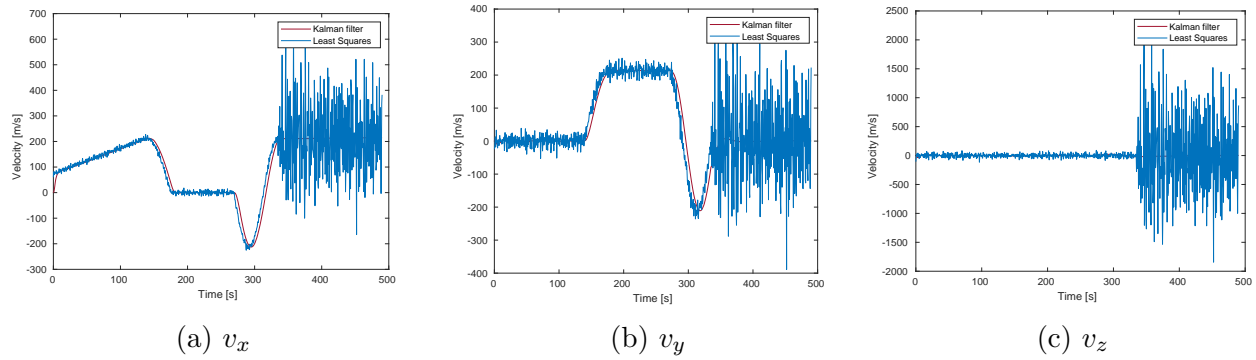 700
600
500
400
300
200
100
0
-100
-200
-300
Velocity [m/s]
0 100 200 300 400 500
Time [s]
Kalman filter
Least Squares
(a) v_x
400
300
200
100
0
-100
-200
-300
-400
Velocity [m/s]
0 100 200 300 400 500
Time [s]
Kalman filter
Least Squares
(b) v_y
2500
2000
1500
1000
500
0
-500
-1000
-1500
-2000
Velocity [m/s]
0 100 200 300 400 500
Time [s]
Kalman filter
Least Squares
(c) v_z